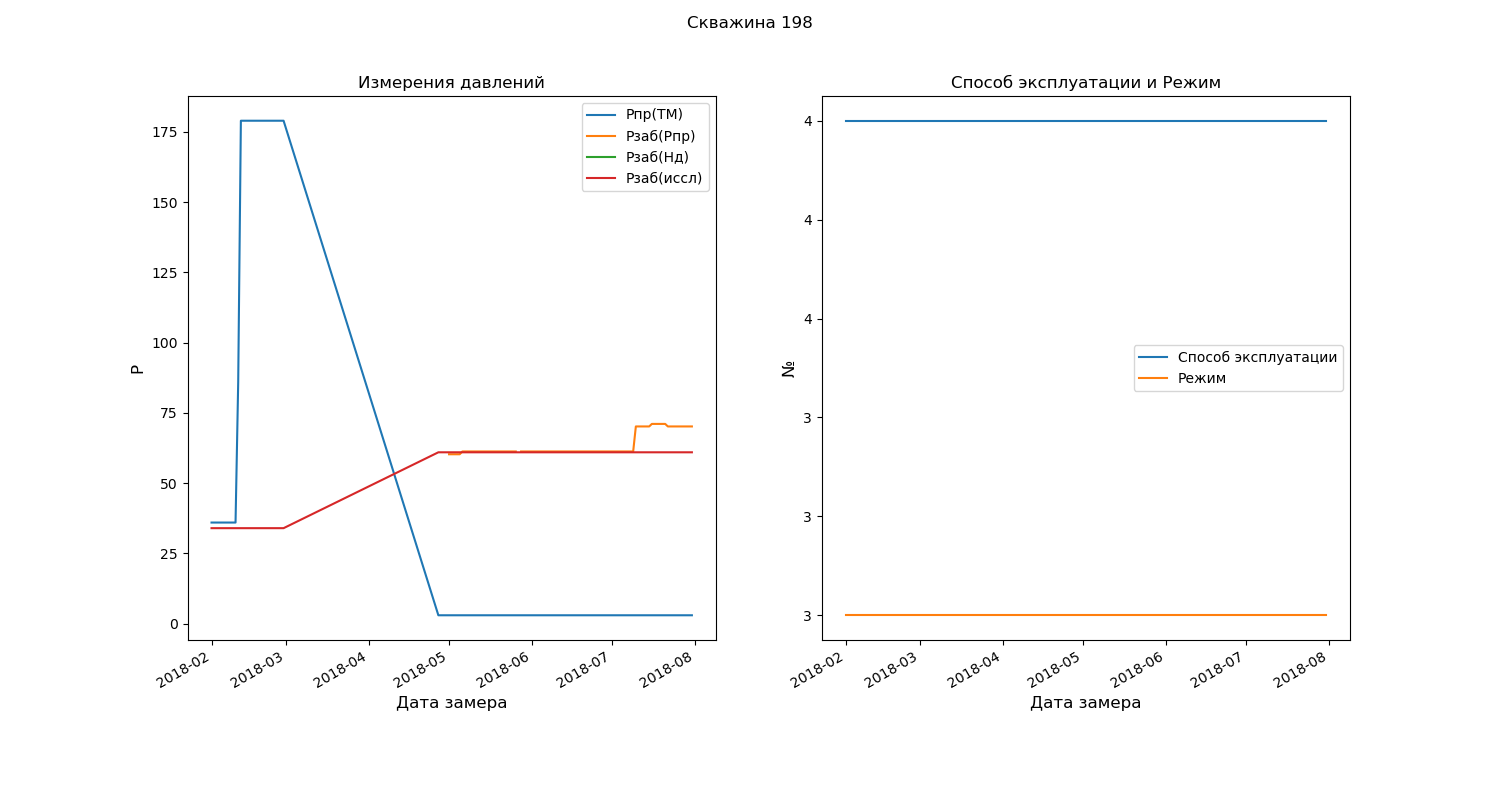 Скважина 198
Измерения давлений
175
150
125
100
75
50
25
0
P
Рпр(ТМ)
Рзаб(Рпр)
Рзаб(Нд)
Рзаб(иссл)
2018-02
2018-03
2018-04
2018-05
2018-06
2018-07
2018-08
Дата замера
Способ эксплуатации и Режим
4
4
4
3
3
3
№
Способ эксплуатации
Режим
2018-02
2018-03
2018-04
2018-05
2018-06
2018-07
2018-08
Дата замера